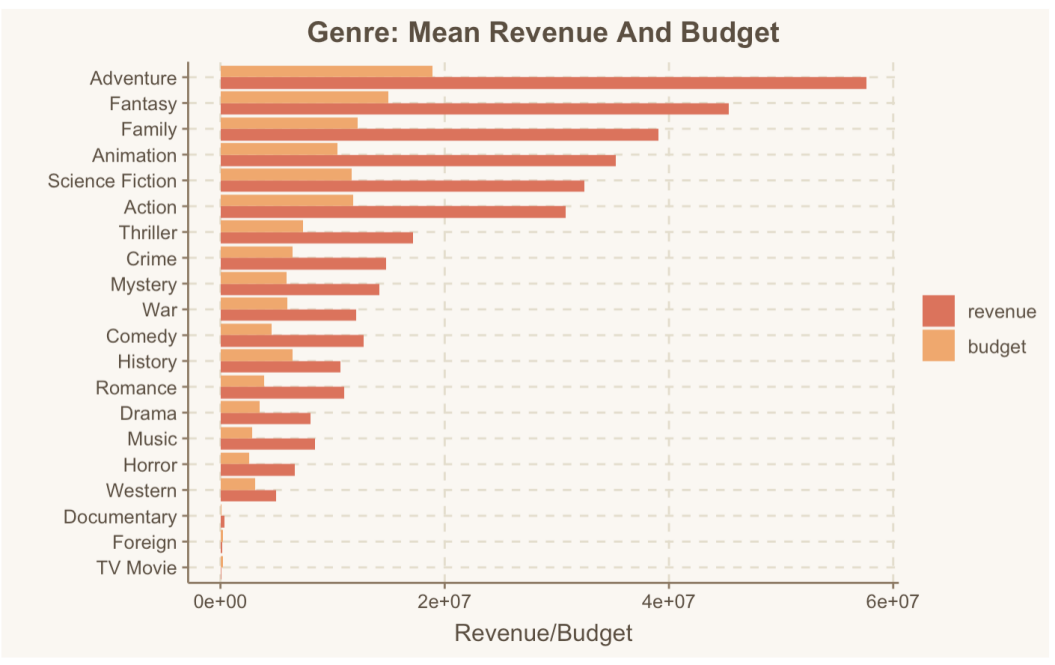 Genre: Mean Revenue And Budget
Adventure
Fantasy
Family
Animation
Science Fiction
Action
Thriller
Crime
Mystery
War
Comedy
History
Romance
Drama
Music
Horror
Western
Documentary
Foreign
TV Movie
0e+00 2e+07 4e+07 6e+07
Revenue/Budget
revenue
budget